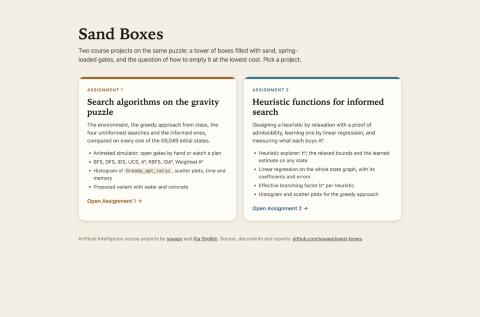 Sand Boxes
Two course projects on the same puzzle: a tower of boxes filled with sand, spring-
loaded gates, and the question of how to empty it at the lowest cost. Pick a project.
ASSIGNMENT 1
Search algorithms on the gravity
puzzle
The environment, the greedy approach from class, the
four uninformed searches and the informed ones,
compared on every one of the 59,049 initial states.
• Animated simulator: open gates by hand or watch a plan
• BFS, DFS, IDS, UCS, A*, RBFS, IDA*, Weighted A*
• Histogram of Greedy_opt_ratio, scatter plots, time and
memory
• Proposed variant with water and concrete
Open Assignment 1 →
ASSIGNMENT 2
Heuristic functions for informed
search
Designing a heuristic by relaxation with a proof of
admissibility, learning one by linear regression, and
measuring what each buys A*.
• Heuristic explorer: h*, the relaxed bounds and the learned
estimate on any state
• Linear regression on the whole state graph, with its
coefficients and errors
• Effective branching factor b* per heuristic
• Histogram and scatter plots for the greedy approach
Open Assignment 2 →
Artificial Intelligence course projects by and Kia Sheikhi. Source, documents and reports: